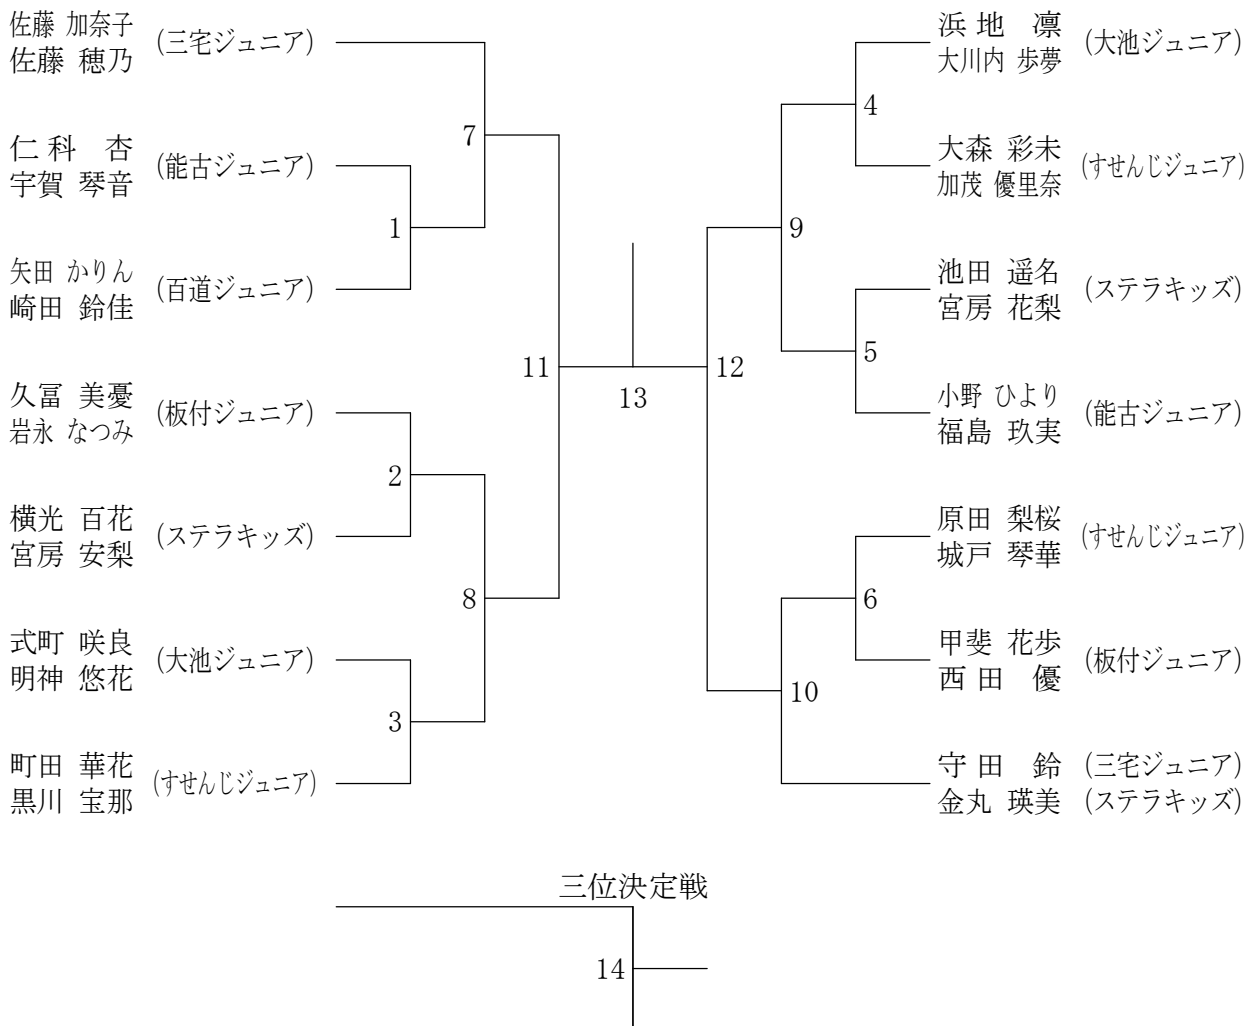 佐藤 加奈子
佐藤 穂乃
(三宅ジュニア)
仁科 杏
宇賀 琴音
(能古ジュニア)
矢田 かりん
崎田 鈴佳
(百道ジュニア)
久冨 美憂
岩永 なつみ
(板付ジュニア)
横光 百花
宮房 安梨
(ステラキッズ)
式町 咲良
明神 悠花
(大池ジュニア)
町田 華花
黒川 宝那
(すせんじジュニア)
7
1
2
8
3
11
13
12
9
4
5
6
10
浜地 凛
大川内 歩夢
(大池ジュニア)
大森 彩未
加茂 優里奈
(すせんじジュニア)
池田 遥名
宮房 花梨
(ステラキッズ)
小野 ひより
福島 玖実
(能古ジュニア)
原田 梨桜
城戸 琴華
(すせんじジュニア)
甲斐 花歩
西田 優
(板付ジュニア)
守田 鈴 (三宅ジュニア)
金丸 瑛美 (ステラキッズ)
三位決定戦
14